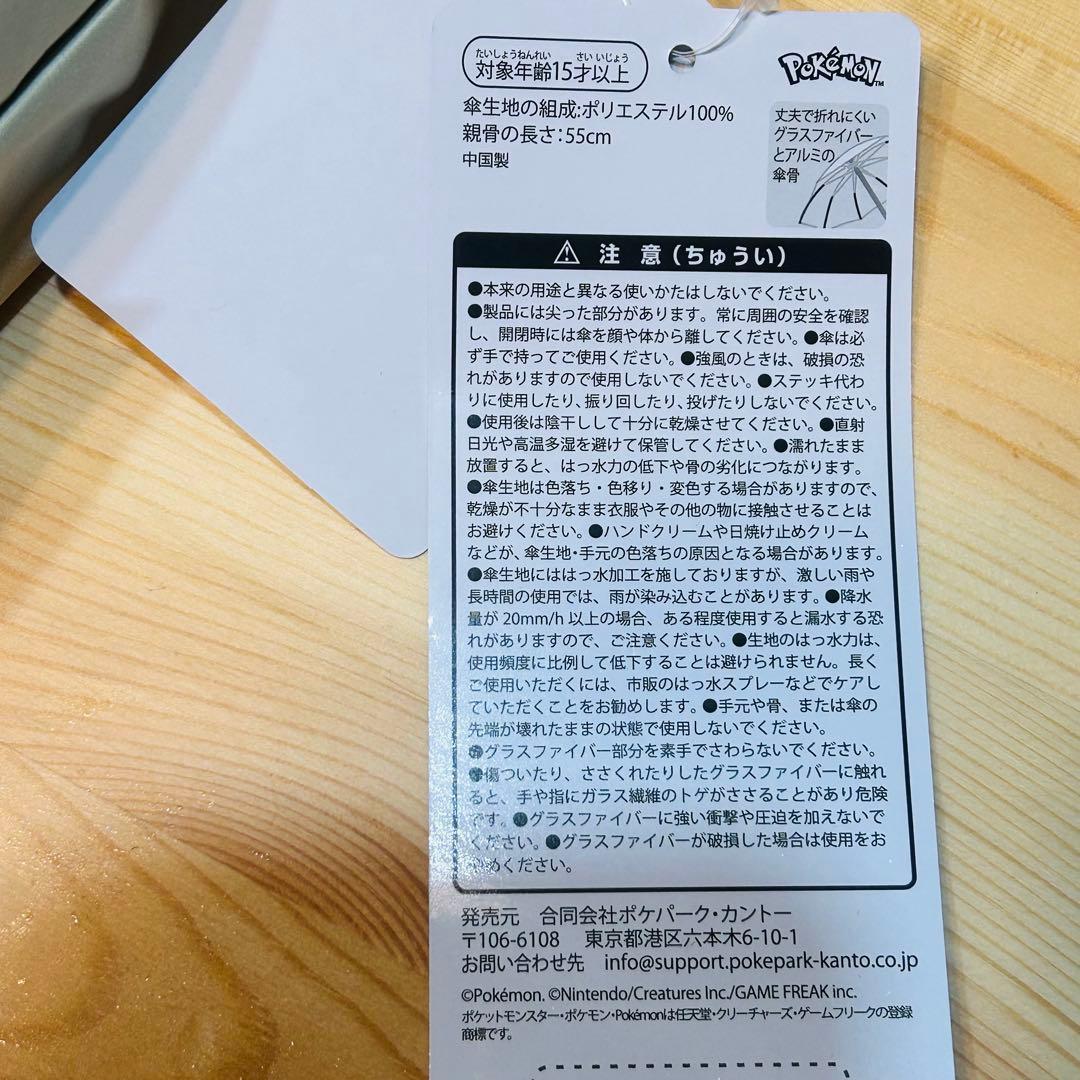 たいしょうねんれい さい いじょう
対象年齢15才以上
POKéMON™
傘生地の組成:ポリエステル100%
親骨の長さ:55cm
中国製
丈夫で折れにくい
グラスファイバー
とアルミの
傘骨
⚠ 注 意(ちゅうい)
●本来の用途と異なる使いかたはしないでください。
●製品には尖った部分があります。常に周囲の安全を確認
し、開閉時には傘を顔や体から離してください。●傘は必
ず手で持ってご使用ください。●強風のときは、破損の恐
れがありますので使用しないでください。●ステッキ代わ
りに使用したり、振り回したり、投げたりしないでください。
●使用後は陰干しして十分に乾燥させてください。●直射
日光や高温多湿を避けて保管してください。●濡れたまま
放置すると、はっ水力の低下や骨の劣化につながります。
●傘生地は色落ち・色移り・変色する場合がありますので、
乾燥が不十分なまま衣服やその他の物に接触させることは
お避けください。●ハンドクリームや日焼け止めクリーム
などが、傘生地・手元の色落ちの原因となる場合があります。
●傘生地にははっ水加工を施しておりますが、激しい雨や
長時間の使用では、雨が染み込むことがあります。●降水
量が 20mm/h 以上の場合、ある程度使用すると漏水する恐
れがありますので、ご注意ください。●生地のはっ水力は、
使用頻度に比例して低下することは避けられません。長く
ご使用いただくには、市販のはっ水スプレーなどでケアし
ていただくことをお勧めします。●手元や骨、または傘の
先端が壊れたままの状態で使用しないでください。
●グラスファイバー部分を素手でさわらないでください。
●傷ついたり、ささくれたりしたグラスファイバーに触れ
ると、手や指にガラス繊維のトゲがささることがあり危険
です。●グラスファイバーに強い衝撃や圧迫を加えないで
ください。●グラスファイバーが破損した場合は使用をお
やめください。
発売元 合同会社ポケパーク・カントー
〒106-6108 東京都港区六本木6-10-1
お問い合わせ先 info@support.pokepark-kanto.co.jp
©Pokémon. ©Nintendo/Creatures Inc./GAME FREAK inc.
ポケットモンスター・ポケモン・Pokémonは任天堂・クリーチャーズ・ゲームフリークの登録
商標です。